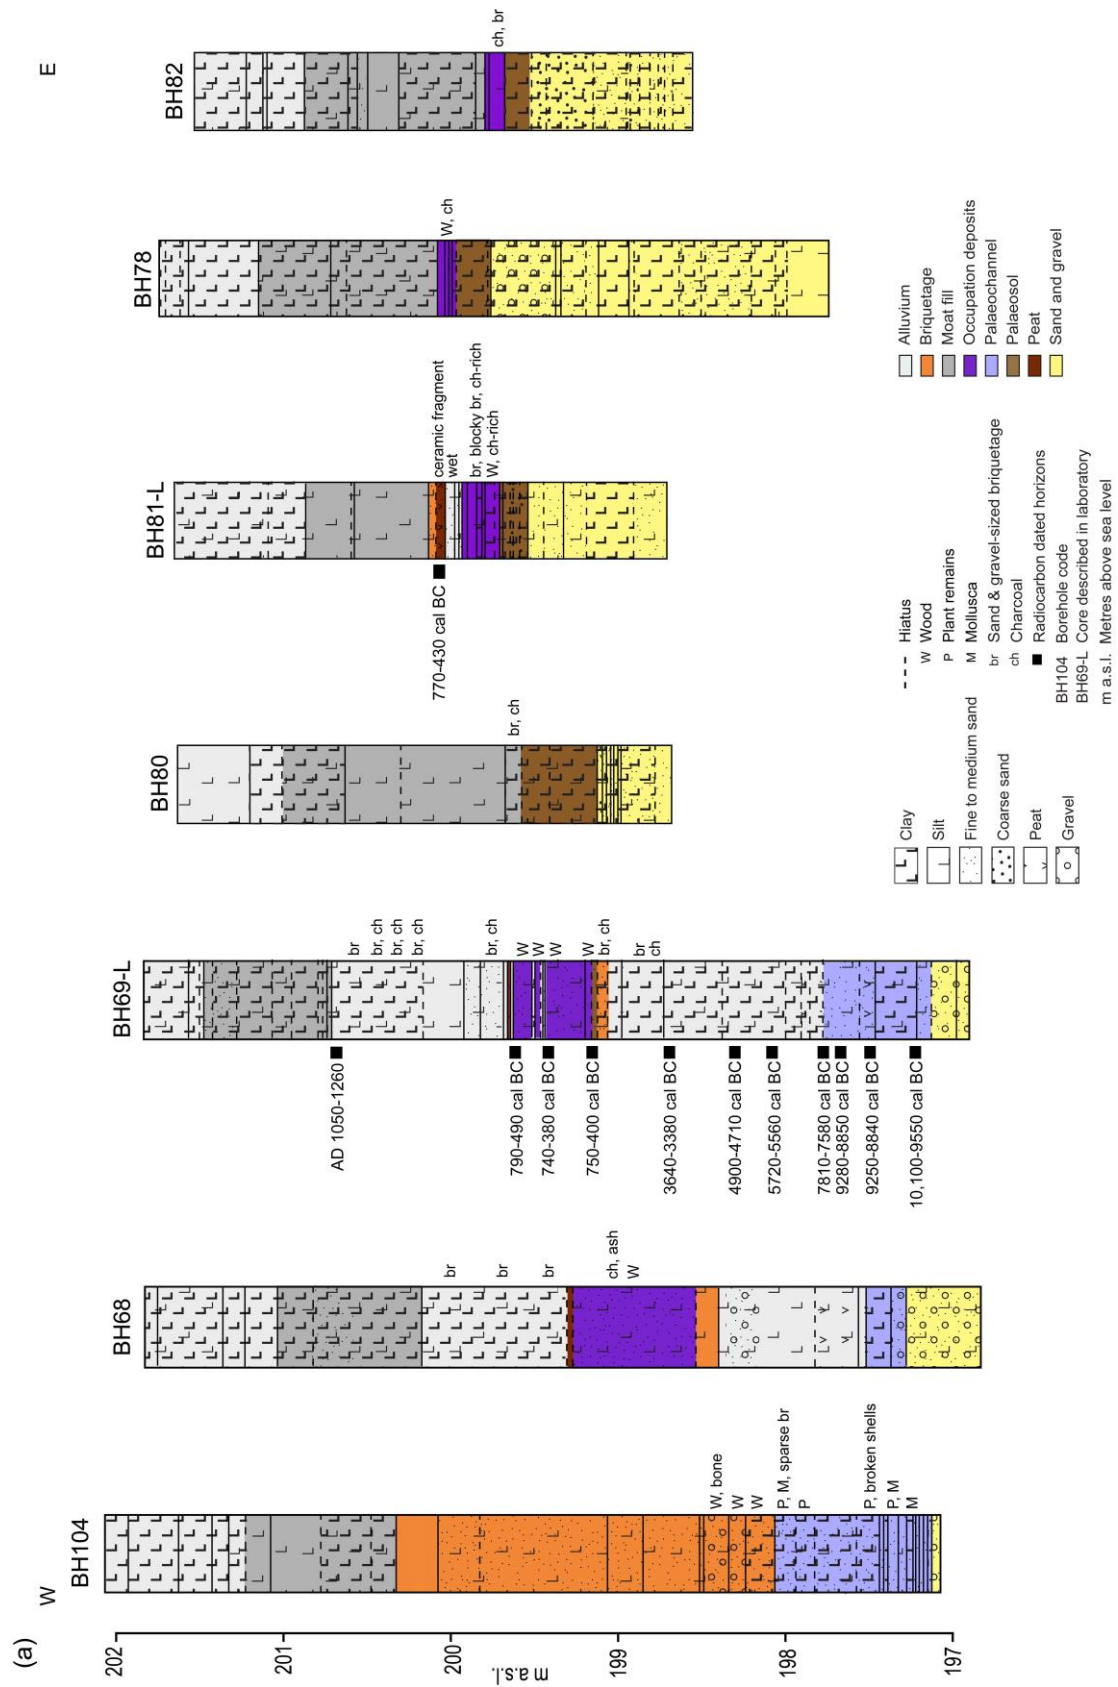 (a)
W
E
BH104
BH68
BH69-L
BH80
BH81-L
BH78
BH82
202
201
200
199
198
197
m a.s.l.
W, bone
W
W
P, M, sparse br
P
P, broken shells
P, M
M
br
br
br
ch, ash
W
AD 1050-1260
790-490 cal BC
740-380 cal BC
750-400 cal BC
3640-3380 cal BC
4900-4710 cal BC
5720-5560 cal BC
7810-7580 cal BC
9280-8850 cal BC
9250-8840 cal BC
10,100-9550 cal BC
br
br, ch
br, ch
br, ch
br, ch
W
W
W
W
br, ch
br
ch
br, ch
770-430 cal BC
ceramic fragment
wet
br, blocky br, ch-rich
W, ch-rich
W, ch
ch, br
Clay
Silt
Fine to medium sand
Coarse sand
Peat
Gravel
Hiatus
W Wood
P Plant remains
M Mollusca
br Sand & gravel-sized briquetage
ch Charcoal
Radiocarbon dated horizons
BH104 Borehole code
BH69-L Core described in laboratory
m a.s.l. Metres above sea level
Alluvium
Briquetage
Moat fill
Occupation deposits
Palaeochannel
Palaeosol
Peat
Sand and gravel